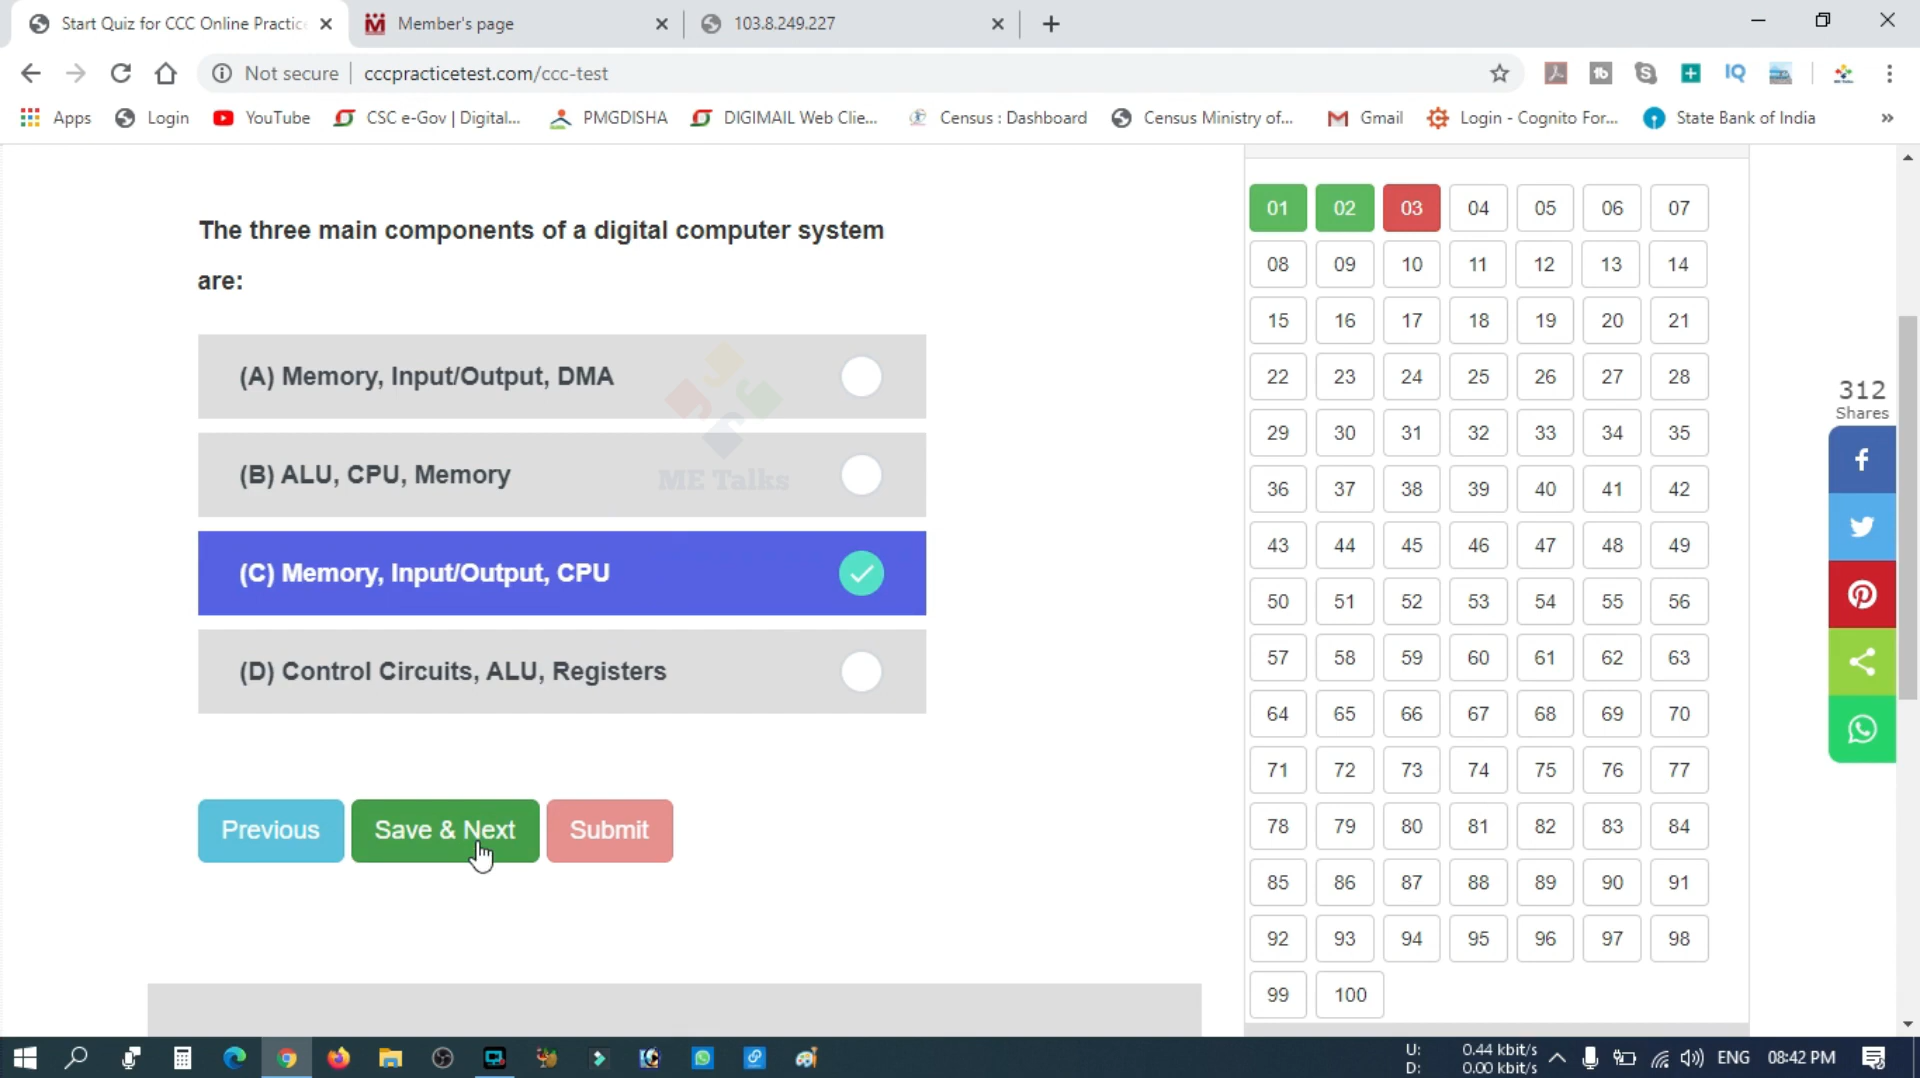 Start Quiz for CCC Online Practice
Member's page
103.8.249.227
Not secure
cccpracticetest.com/ccc-test
Apps
Login
YouTube
CSC e-Gov | Digital...
PMGDISHA
DIGIMAIL Web Clie...
Census : Dashboard
Census Ministry of...
Gmail
Login - Cognito For...
State Bank of India
»
The three main components of a digital computer system
are:
(A) Memory, Input/Output, DMA
(B) ALU, CPU, Memory
ME Talks
(C) Memory, Input/Output, CPU
(D) Control Circuits, ALU, Registers
Previous
Save & Next
Submit
01 02 03 04 05 06 07
08 09 10 11 12 13 14
15 16 17 18 19 20 21
22 23 24 25 26 27 28
29 30 31 32 33 34 35
36 37 38 39 40 41 42
43 44 45 46 47 48 49
50 51 52 53 54 55 56
57 58 59 60 61 62 63
64 65 66 67 68 69 70
71 72 73 74 75 76 77
78 79 80 81 82 83 84
85 86 87 88 89 90 91
92 93 94 95 96 97 98
99 100
312
Shares
U: 0.44 kbit/s
D: 0.00 kbit/s
ENG
08:42 PM